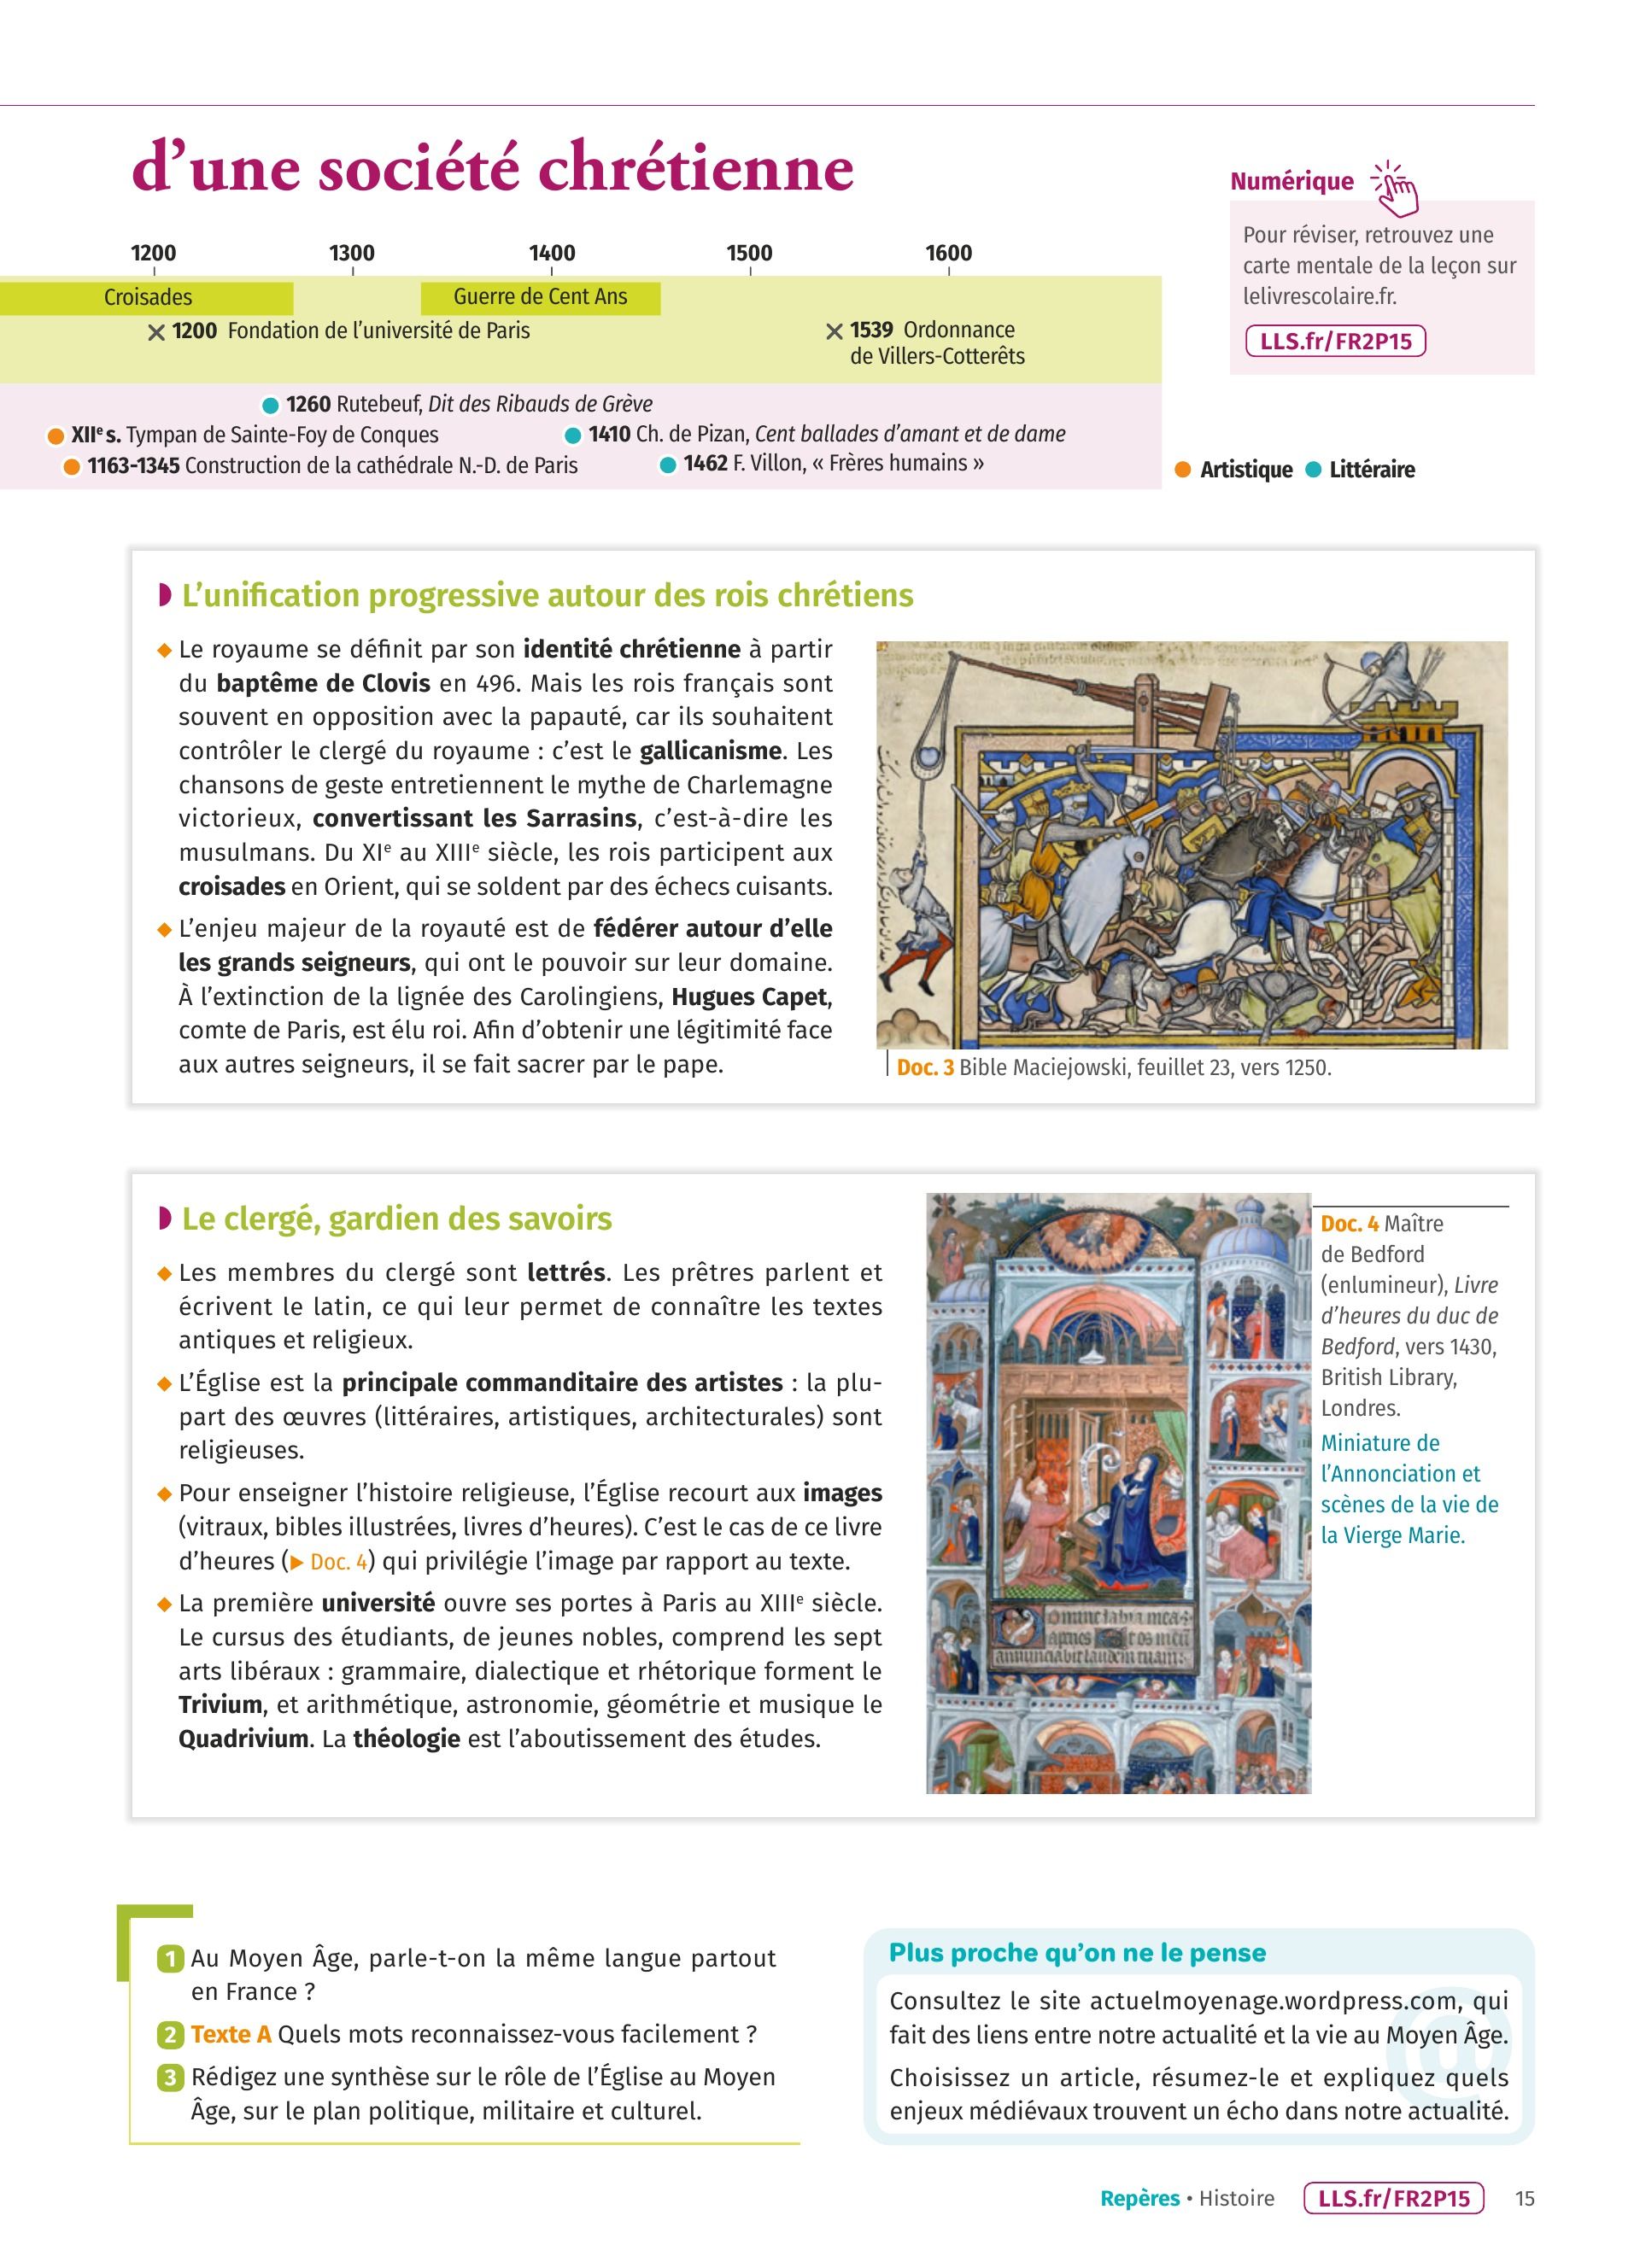 d’une société chrétienne
Numérique
Pour réviser, retrouvez une
carte mentale de la leçon sur
lelivrescolaire.fr.
LLS.fr/FR2P15
1200 1300 1400 1500 1600
Croisades
Guerre de Cent Ans
1200 Fondation de l’université de Paris
1539 Ordonnance
de Villers-Cotterêts
1260 Rutebeuf, Dit des Ribauds de Grève
XIIe s. Tympan de Sainte-Foy de Conques
1410 Ch. de Pizan, Cent ballades d’amant et de dame
1163-1345 Construction de la cathédrale N.-D. de Paris
1462 F. Villon, « Frères humains »
Artistique Littéraire
L’unification progressive autour des rois chrétiens
Le royaume se définit par son identité chrétienne à partir
du baptême de Clovis en 496. Mais les rois français sont
souvent en opposition avec la papauté, car ils souhaitent
contrôler le clergé du royaume : c’est le gallicanisme. Les
chansons de geste entretiennent le mythe de Charlemagne
victorieux, convertissant les Sarrasins, c’est-à-dire les
musulmans. Du XIe au XIIIe siècle, les rois participent aux
croisades en Orient, qui se soldent par des échecs cuisants.
L’enjeu majeur de la royauté est de fédérer autour d’elle
les grands seigneurs, qui ont le pouvoir sur leur domaine.
À l’extinction de la lignée des Carolingiens, Hugues Capet,
comte de Paris, est élu roi. Afin d’obtenir une légitimité face
aux autres seigneurs, il se fait sacrer par le pape.
Doc. 3 Bible Maciejowski, feuillet 23, vers 1250.
Le clergé, gardien des savoirs
Les membres du clergé sont lettrés. Les prêtres parlent et
écrivent le latin, ce qui leur permet de connaître les textes
antiques et religieux.
L’Église est la principale commanditaire des artistes : la plu-
part des œuvres (littéraires, artistiques, architecturales) sont
religieuses.
Pour enseigner l’histoire religieuse, l’Église recourt aux images
(vitraux, bibles illustrées, livres d’heures). C’est le cas de ce livre
d’heures (▶ Doc. 4) qui privilégie l’image par rapport au texte.
La première université ouvre ses portes à Paris au XIIIe siècle.
Le cursus des étudiants, de jeunes nobles, comprend les sept
arts libéraux : grammaire, dialectique et rhétorique forment le
Trivium, et arithmétique, astronomie, géométrie et musique le
Quadrivium. La théologie est l’aboutissement des études.
Doc. 4 Maître
de Bedford
(enlumineur), Livre
d’heures du duc de
Bedford, vers 1430,
British Library,
Londres.
Miniature de
l’Annonciation et
scènes de la vie de
la Vierge Marie.
annunciabit laudem tuam
1 Au Moyen Âge, parle-t-on la même langue partout
en France ?
2 Texte A Quels mots reconnaissez-vous facilement ?
3 Rédigez une synthèse sur le rôle de l’Église au Moyen
Âge, sur le plan politique, militaire et culturel.
Plus proche qu’on ne le pense
Consultez le site actuelmoyenage.wordpress.com, qui
fait des liens entre notre actualité et la vie au Moyen Âge.
Choisissez un article, résumez-le et expliquez quels
enjeux médiévaux trouvent un écho dans notre actualité.
Repères • Histoire LLS.fr/FR2P15 15